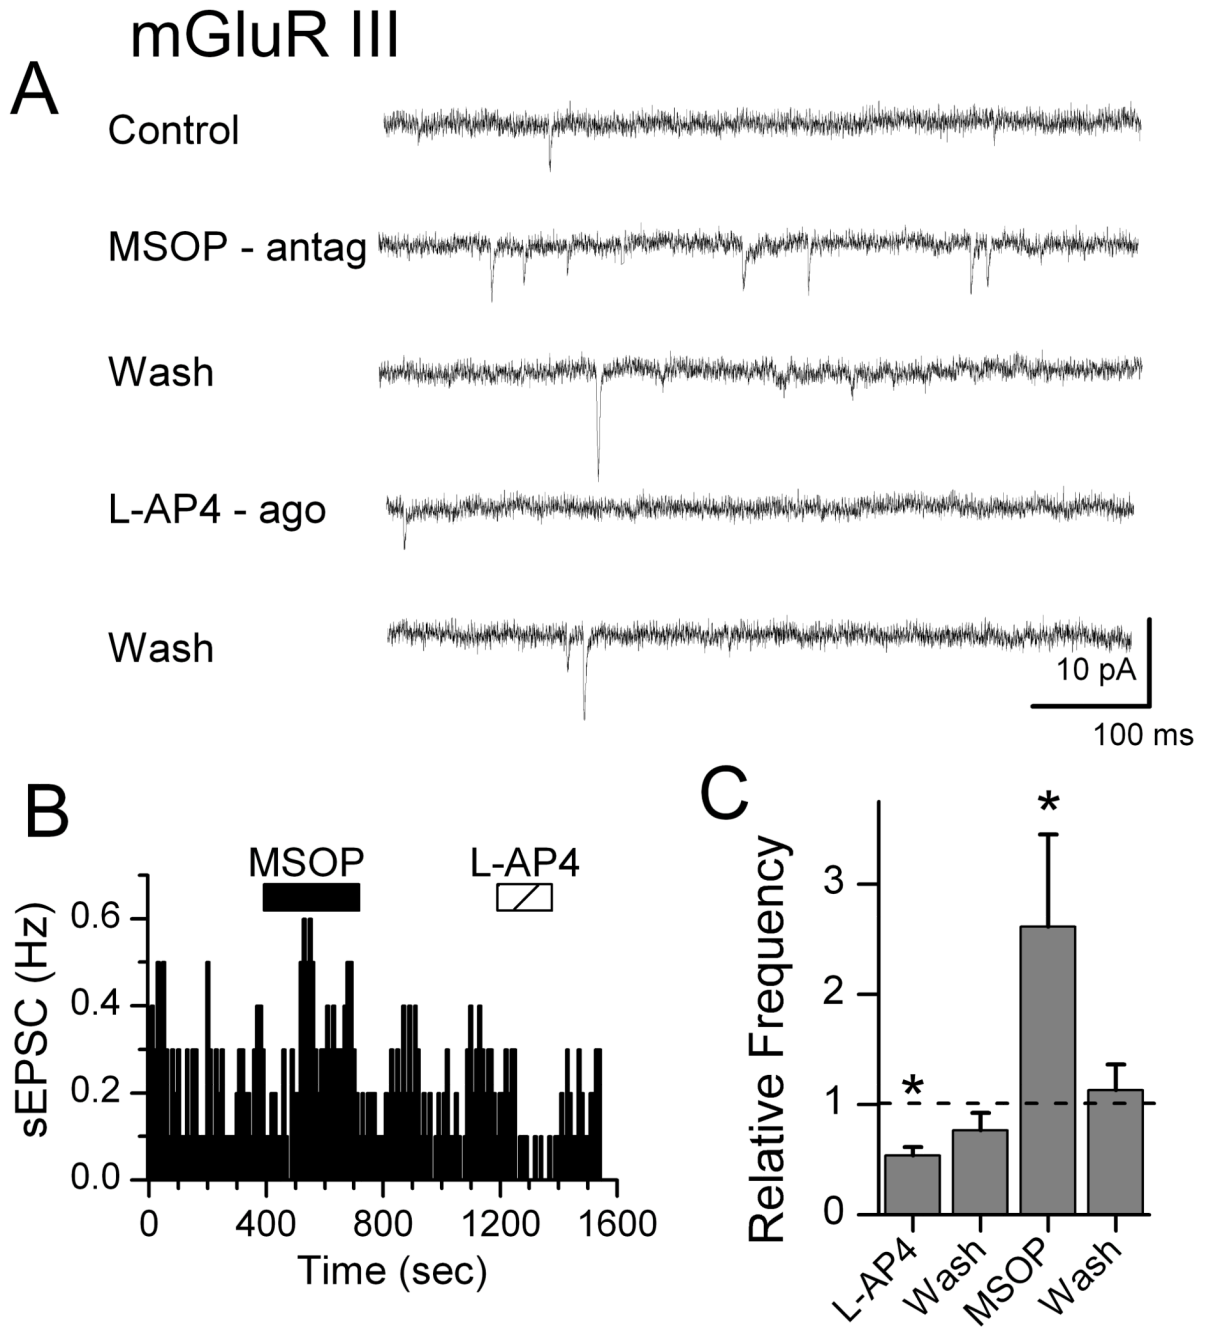 mGluR III
A
Control
MSOP - antag
Wash
L-AP4 - ago
Wash
10 pA
100 ms
B
MSOP
L-AP4
sEPSC (Hz)
0.6
0.4
0.2
0.0
0 400 800 1200 1600
Time (sec)
C
Relative Frequency
*
*
3
2
1
0
L-AP4
Wash
MSOP
Wash